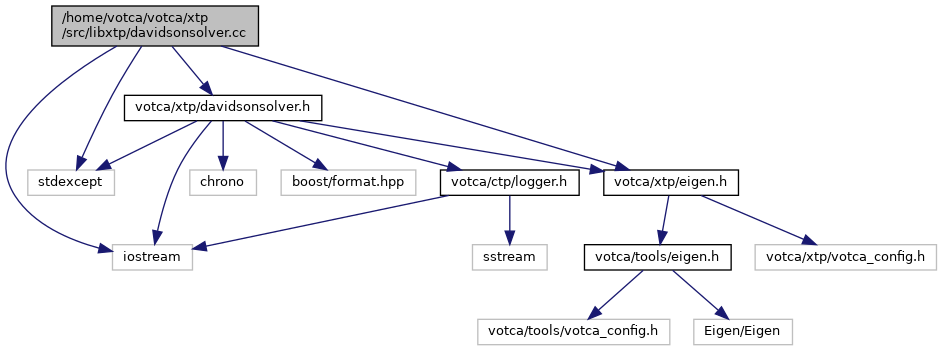 /home/votca/votca/xtp
/src/libxtp/davidsonsolver.cc
votca/xtp/davidsonsolver.h
stdexcept
chrono
boost/format.hpp
votca/ctp/logger.h
votca/xtp/eigen.h
iostream
sstream
votca/tools/eigen.h
votca/xtp/votca_config.h
votca/tools/votca_config.h
Eigen/Eigen